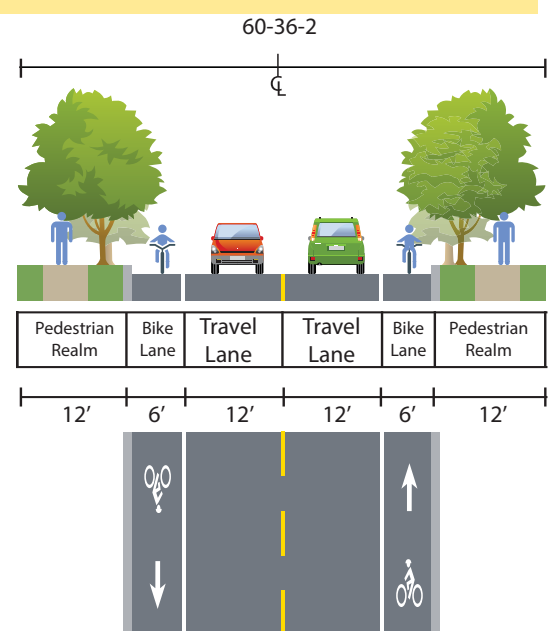 60-36-2
℄
Pedestrian Realm
Bike Lane
Travel Lane
Travel Lane
Bike Lane
Pedestrian Realm
12’ 6’ 12’ 12’ 6’ 12’